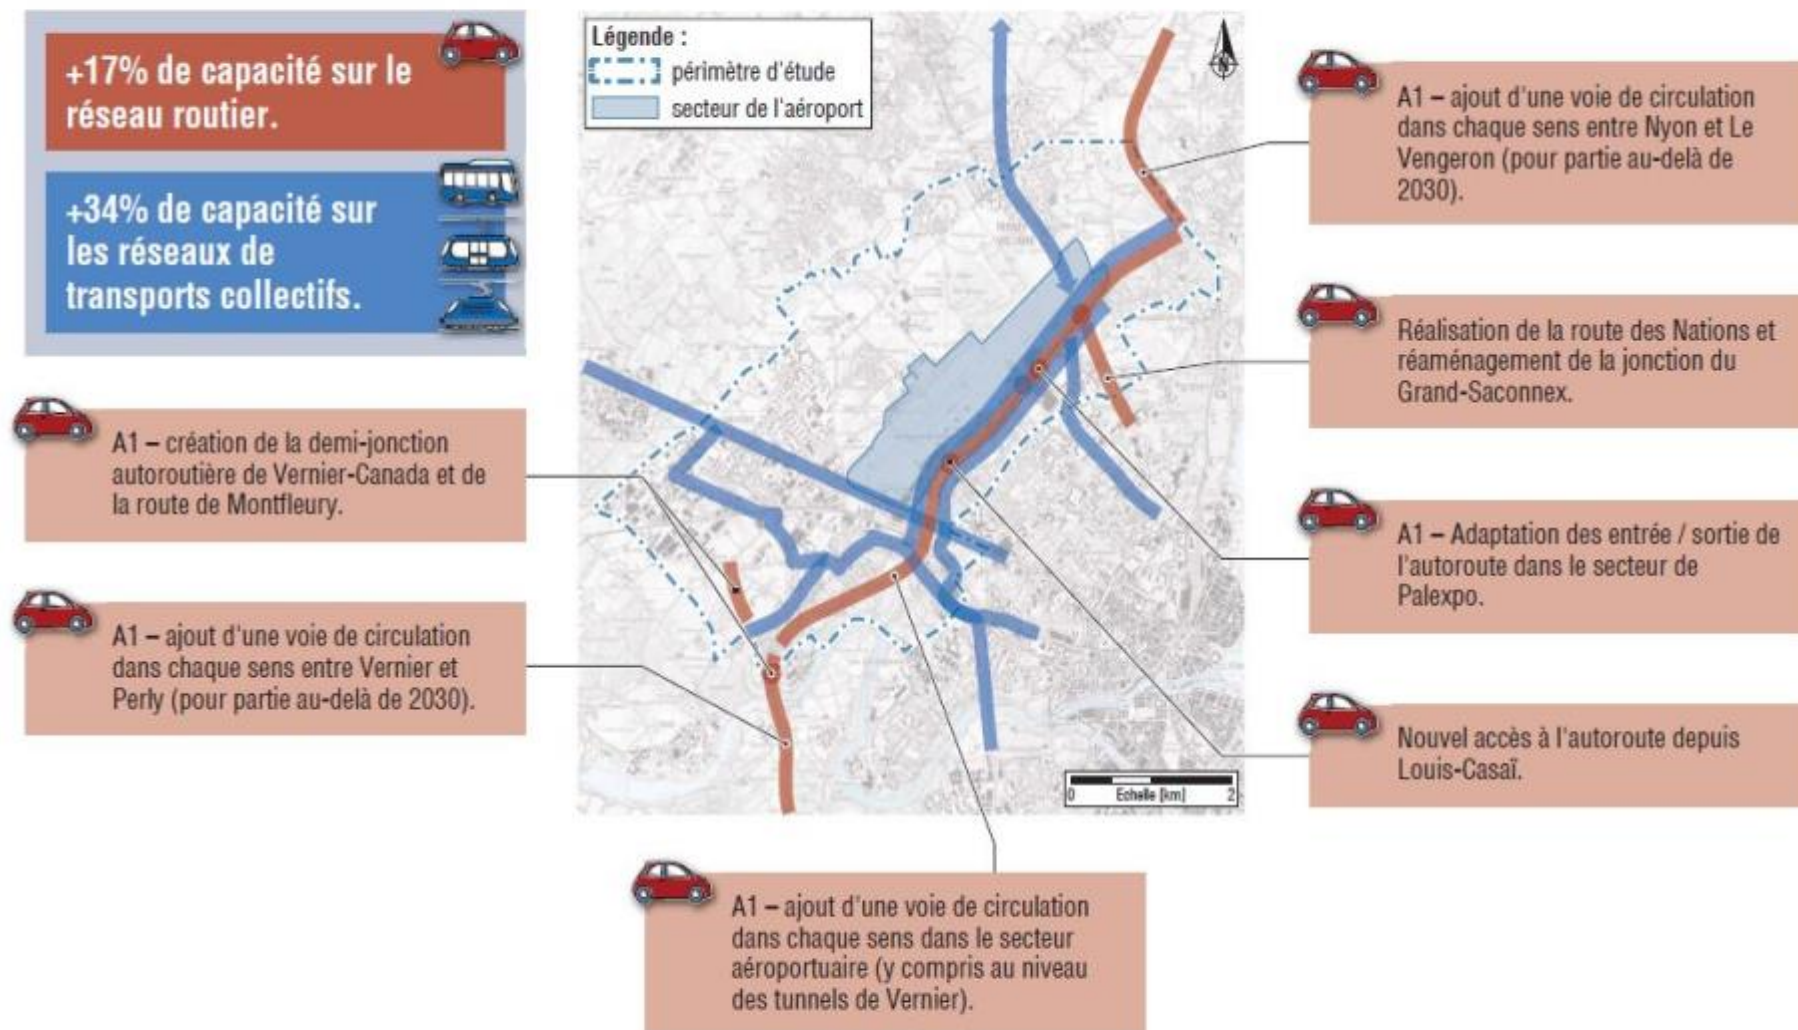 +17% de capacité sur le
réseau routier.
+34% de capacité sur
les réseaux de
transports collectifs.
Légende :
périmètre d'étude
secteur de l'aéroport
N
A1 – ajout d'une voie de circulation
dans chaque sens entre Nyon et Le
Vengeron (pour partie au-delà de
2030).
Réalisation de la route des Nations et
réaménagement de la jonction du
Grand-Saconnex.
A1 – création de la demi-jonction
autoroutière de Vernier-Canada et de
la route de Montfleury.
A1 – Adaptation des entrée / sortie de
l'autoroute dans le secteur de
Palexpo.
A1 – ajout d'une voie de circulation
dans chaque sens entre Vernier et
Perly (pour partie au-delà de 2030).
Nouvel accès à l'autoroute depuis
Louis-Casaï.
0 Echelle [km] 2
A1 – ajout d'une voie de circulation
dans chaque sens dans le secteur
aéroportuaire (y compris au niveau
des tunnels de Vernier).